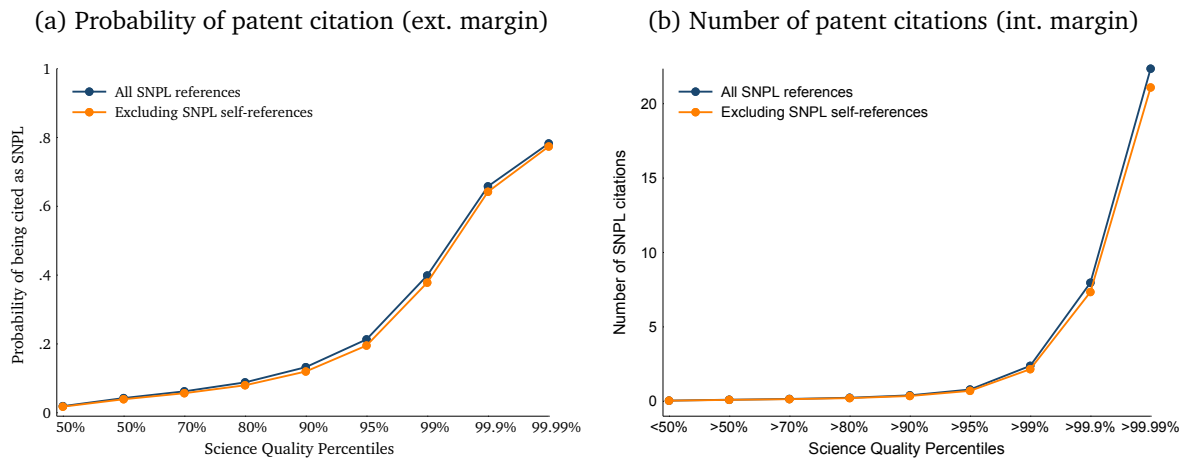 (a) Probability of patent citation (ext. margin)
1
.8
.6
.4
.2
0
Probability of being cited as SNPL
All SNPL references
Excluding SNPL self-references
50% 50% 70% 80% 90% 95% 99% 99.9% 99.99%
Science Quality Percentiles
(b) Number of patent citations (int. margin)
20
15
10
5
0
Number of SNPL citations
All SNPL references
Excluding SNPL self-references
<50% >50% >70% >80% >90% >95% >99% >99.9% >99.99%
Science Quality Percentiles